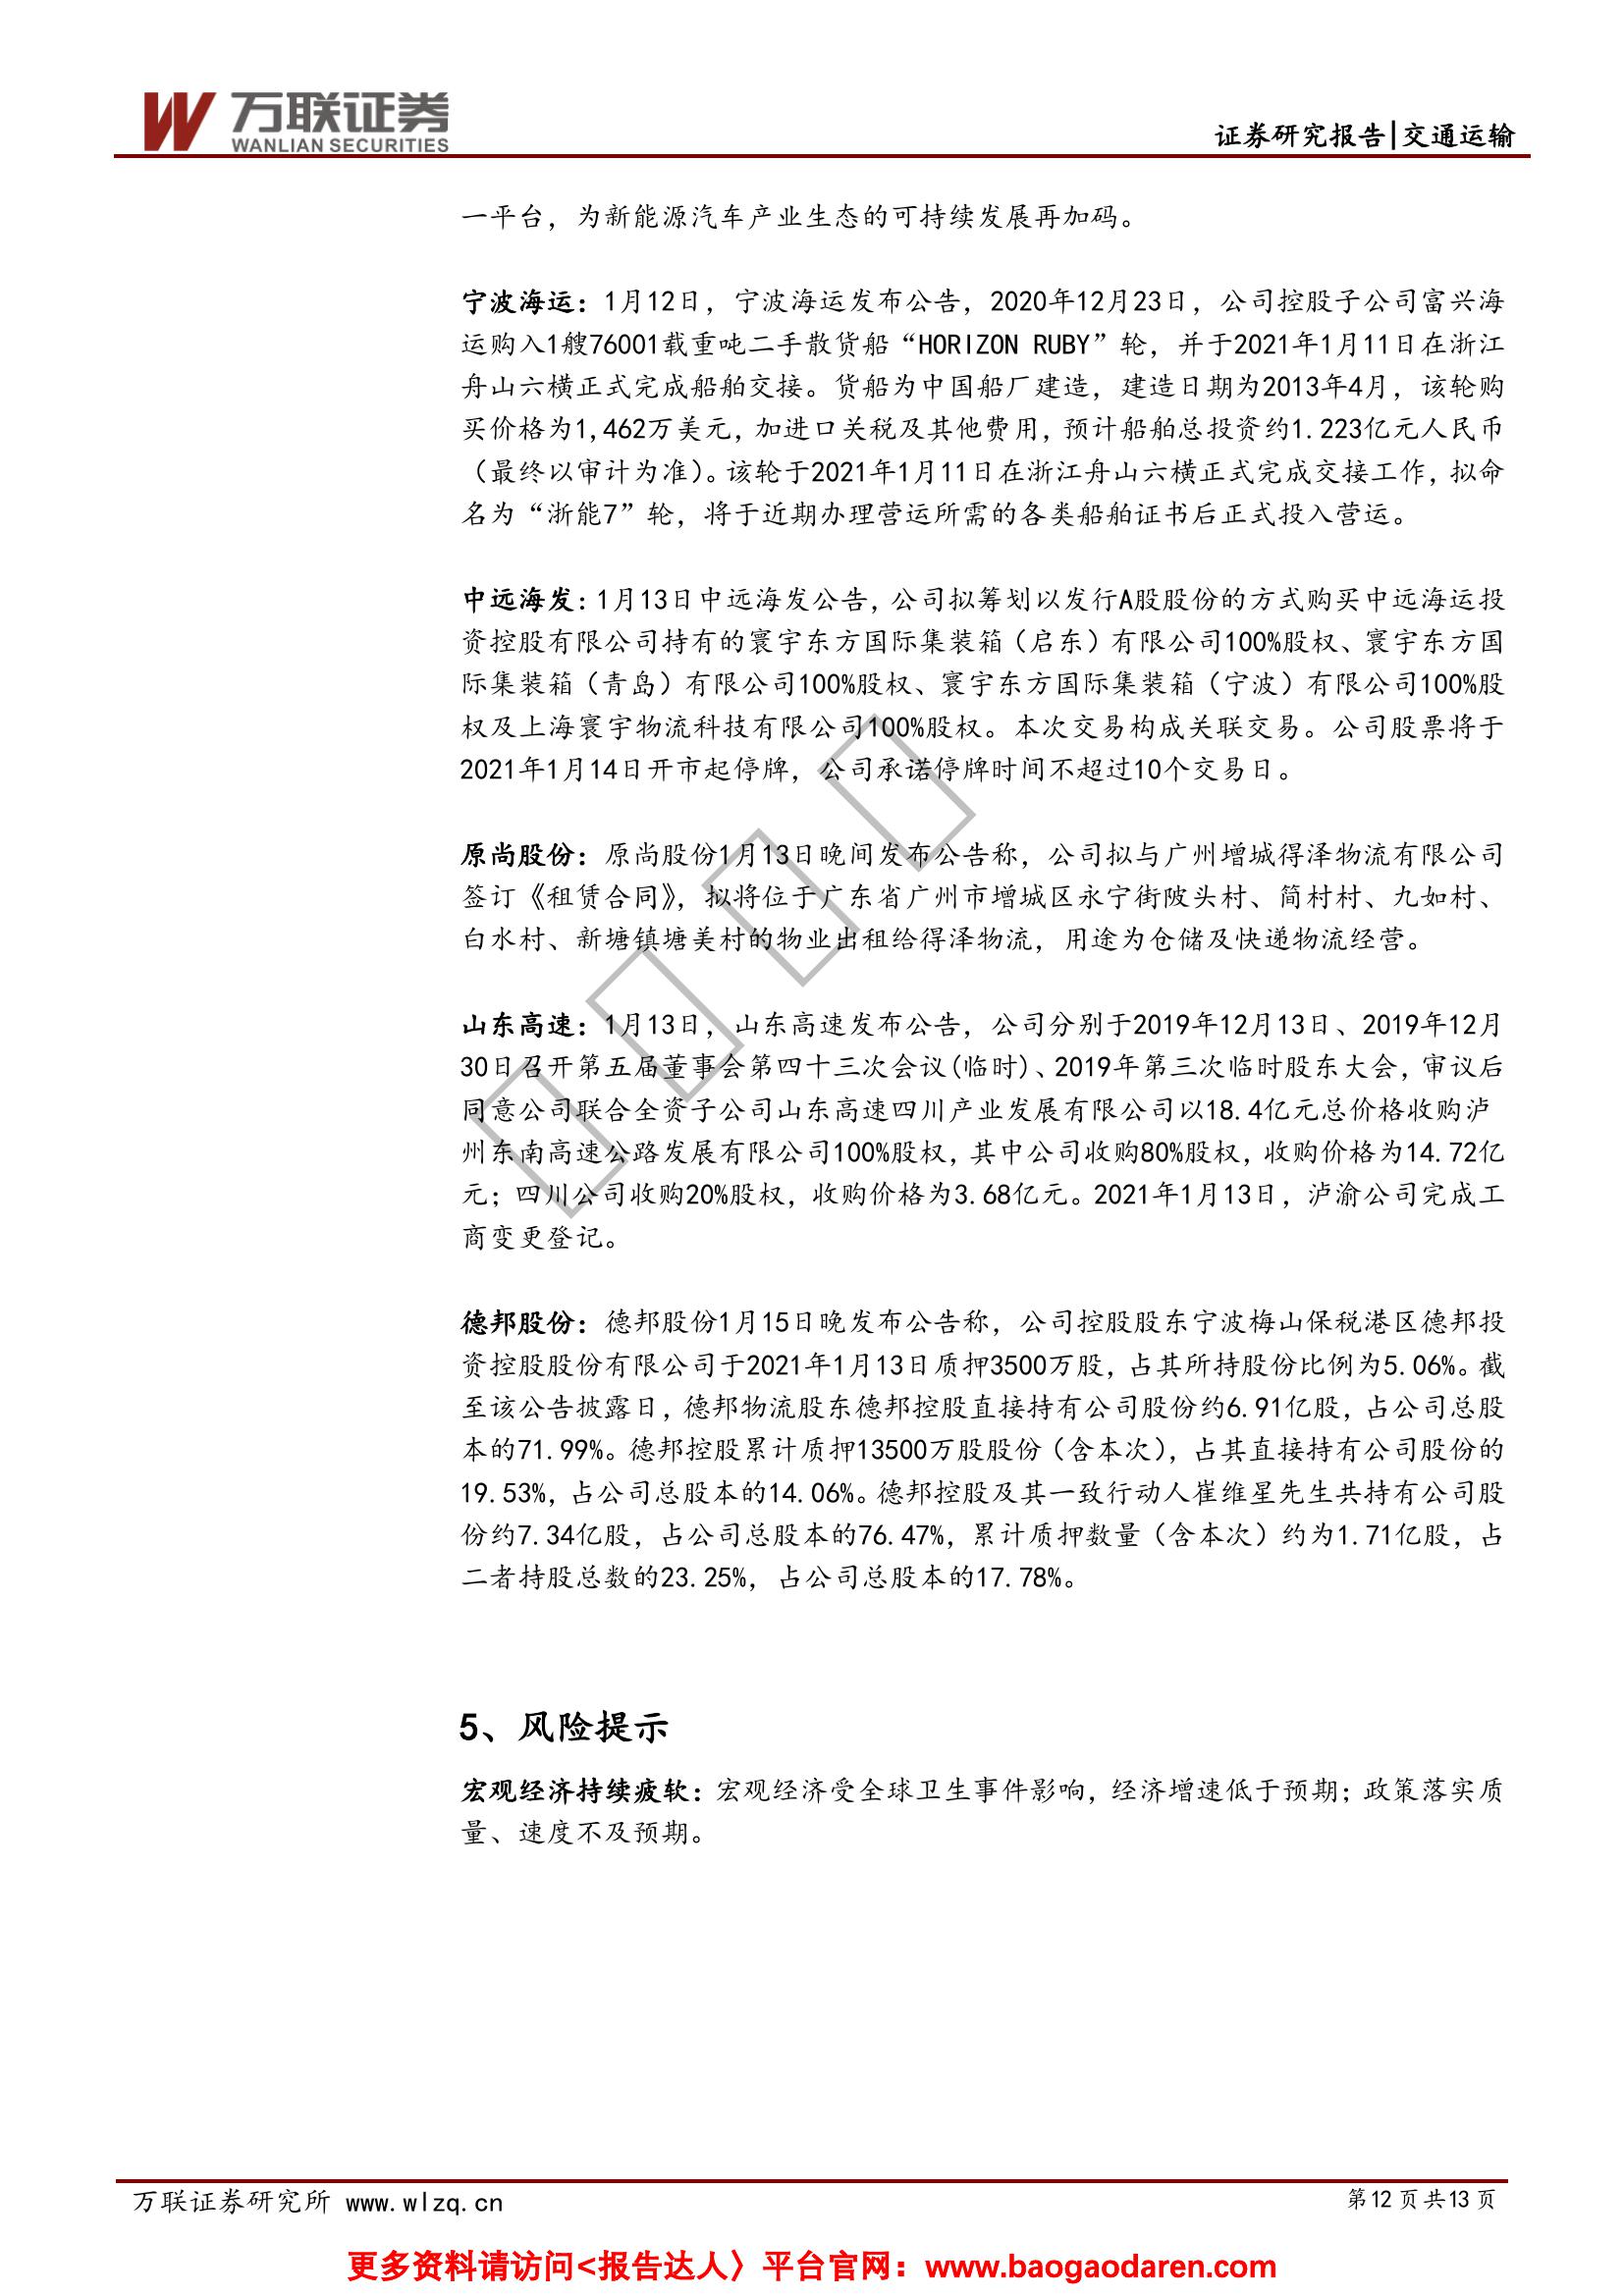 万联证券
WANLIAN SECURITIES
证券研究报告|交通运输
一平台，为新能源汽车产业生态的可持续发展再加码。
宁波海运：1月12日，宁波海运发布公告，2020年12月23日，公司控股子公司富兴海
运购入1艘76001载重吨二手散货船“HORIZON RUBY”轮，并于2021年1月11日在浙江
舟山六横正式完成船舶交接。货船为中国船厂建造，建造日期为2013年4月，该轮购
买价格为1,462万美元，加进口关税及其他费用，预计船舶总投资约1.223亿元人民币
（最终以审计为准）。该轮于2021年1月11日在浙江舟山六横正式完成交接工作，拟命
名为“浙能7”轮，将于近期办理营运所需的各类船舶证书后正式投入营运。
中远海发：1月13日中远海发公告，公司拟筹划以发行A股股份的方式购买中远海运投
资控股有限公司持有的寰宇东方国际集装箱（启东）有限公司100%股权、寰宇东方国
际集装箱（青岛）有限公司100%股权、寰宇东方国际集装箱（宁波）有限公司100%股
权及上海寰宇物流科技有限公司100%股权。本次交易构成关联交易。公司股票将于
2021年1月14日开市起停牌，公司承诺停牌时间不超过10个交易日。
原尚股份：原尚股份1月13日晚间发布公告称，公司拟与广州增城得泽物流有限公司
签订《租赁合同》，拟将位于广东省广州市增城区永宁街陂头村、简村村、九如村、
白水村、新塘镇塘美村的物业出租给得泽物流，用途为仓储及快递物流经营。
山东高速：1月13日，山东高速发布公告，公司分别于2019年12月13日、2019年12月
30日召开第五届董事会第四十三次会议(临时)、2019年第三次临时股东大会，审议后
同意公司联合全资子公司山东高速四川产业发展有限公司以18.4亿元总价格收购泸
州东南高速公路发展有限公司100%股权，其中公司收购80%股权，收购价格为14.72亿
元；四川公司收购20%股权，收购价格为3.68亿元。2021年1月13日，泸渝公司完成工
商变更登记。
德邦股份：德邦股份1月15日晚发布公告称，公司控股股东宁波梅山保税港区德邦投
资控股股份有限公司于2021年1月13日质押3500万股，占其所持股份比例为5.06%。截
至该公告披露日，德邦物流股东德邦控股直接持有公司股份约6.91亿股，占公司总股
本的71.99%。德邦控股累计质押13500万股股份（含本次），占其直接持有公司股份的
19.53%，占公司总股本的14.06%。德邦控股及其一致行动人崔维星先生共持有公司股
份约7.34亿股，占公司总股本的76.47%，累计质押数量（含本次）约为1.71亿股，占
二者持股总数的23.25%，占公司总股本的17.78%。
5、风险提示
宏观经济持续疲软：宏观经济受全球卫生事件影响，经济增速低于预期；政策落实质
量、速度不及预期。
万联证券研究所 www.wlzq.cn
第12页共13页
更多资料请访问<报告达人〉平台官网：www.baogaodaren.com